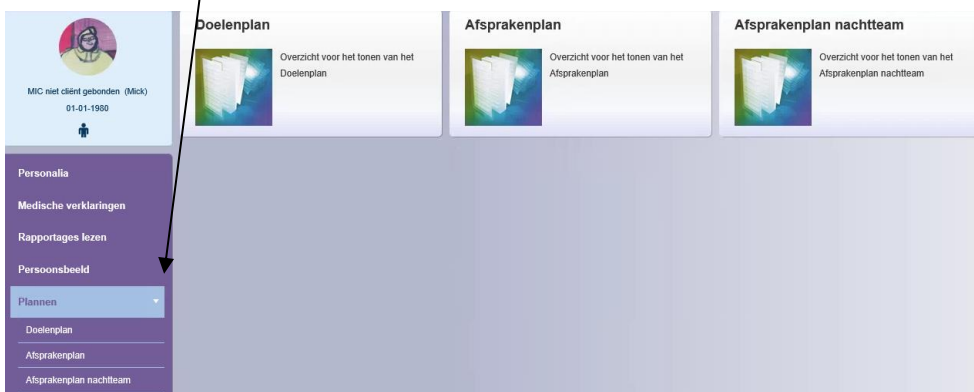 MIC niet cliënt gebonden (Mick)
01-01-1980
Personalia
Medische verklaringen
Rapportages lezen
Persoonsbeeld
Plannen
Doelenplan
Afsprakenplan
Afsprakenplan nachtteam
Doelenplan
Overzicht voor het tonen van het
Doelenplan
Afsprakenplan
Overzicht voor het tonen van het
Afsprakenplan
Afsprakenplan nachtteam
Overzicht voor het tonen van het
Afsprakenplan nachtteam